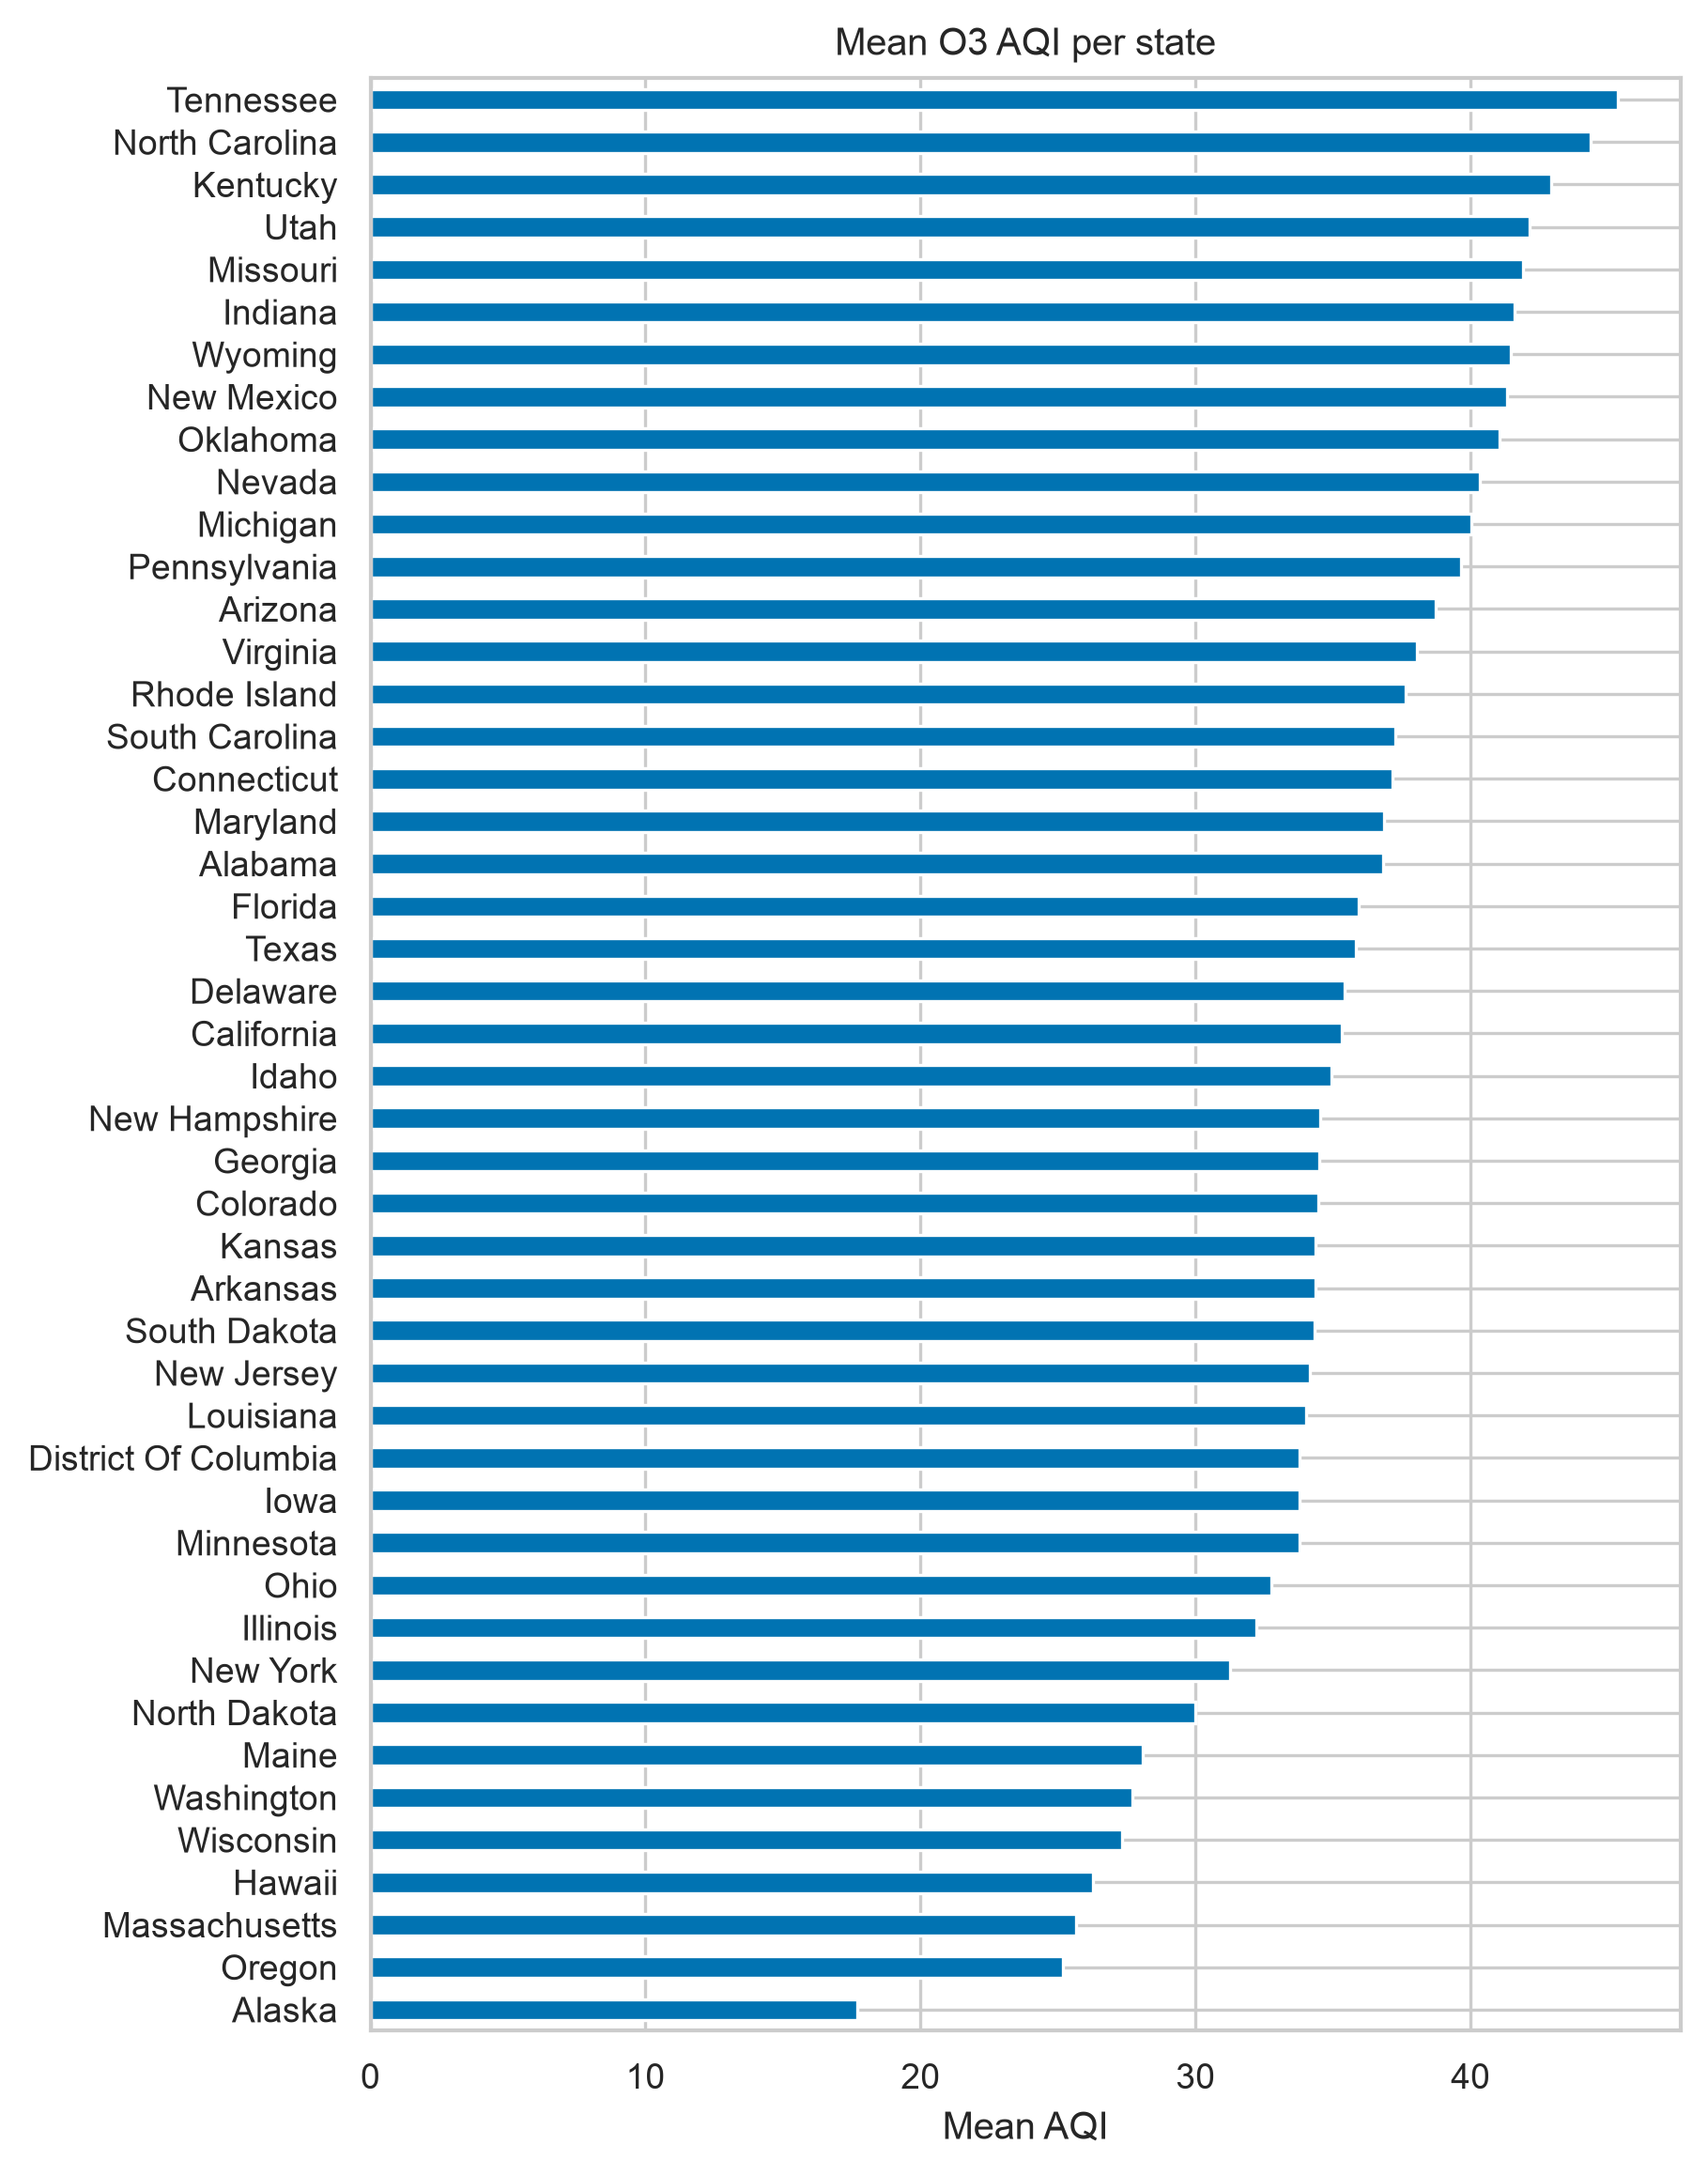 Mean O3 AQI per state
Tennessee
North Carolina
Kentucky
Utah
Missouri
Indiana
Wyoming
New Mexico
Oklahoma
Nevada
Michigan
Pennsylvania
Arizona
Virginia
Rhode Island
South Carolina
Connecticut
Maryland
Alabama
Florida
Texas
Delaware
California
Idaho
New Hampshire
Georgia
Colorado
Kansas
Arkansas
South Dakota
New Jersey
Louisiana
District Of Columbia
Iowa
Minnesota
Ohio
Illinois
New York
North Dakota
Maine
Washington
Wisconsin
Hawaii
Massachusetts
Oregon
Alaska
0 10 20 30 40
Mean AQI